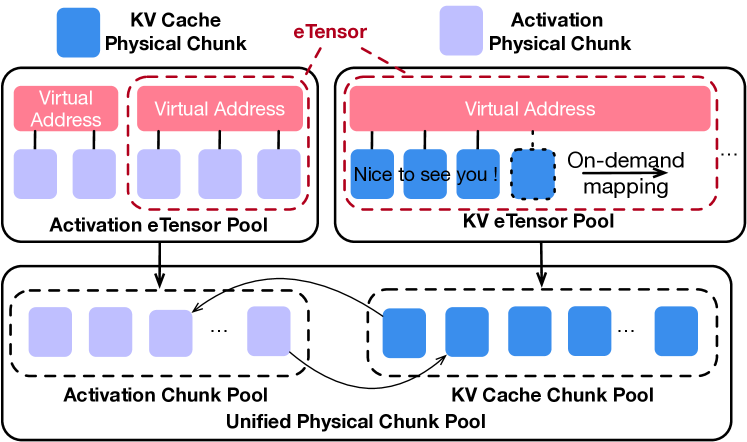 KV Cache
Physical Chunk
eTensor
Activation
Physical Chunk
Virtual
Address
Virtual Address
Virtual Address
Nice to see you !
On-demand
mapping
...
Activation eTensor Pool
KV eTensor Pool
...
...
Activation Chunk Pool
KV Cache Chunk Pool
Unified Physical Chunk Pool